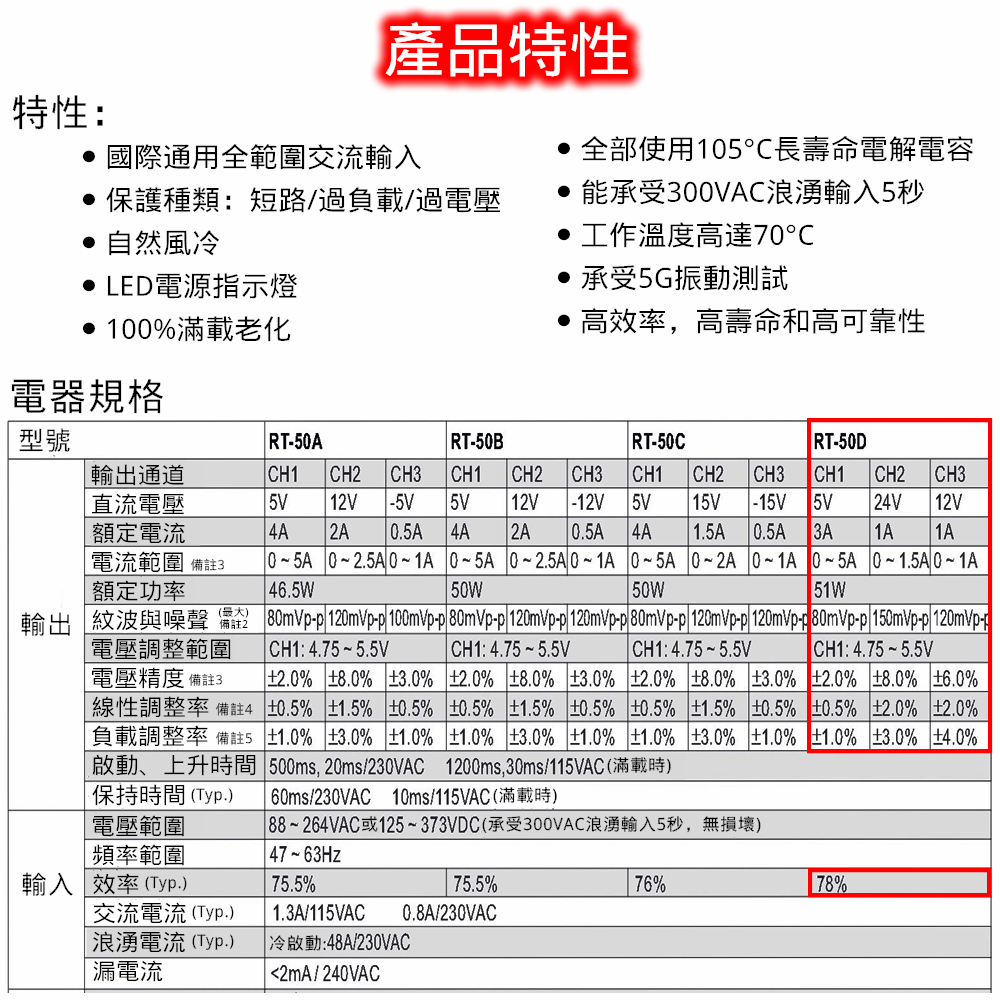 產品特性
特性：
• 國際通用全範圍交流輸入
• 保護種類：短路/過負載/過電壓
• 自然風冷
• LED電源指示燈
• 100%滿載老化
• 全部使用105°C長壽命電解電容
• 能承受300VAC浪湧輸入5秒
• 工作溫度高達70°C
• 承受5G振動測試
• 高效率，高壽命和高可靠性
電器規格
型號 RT-50A RT-50B RT-50C RT-50D
輸出
輸出通道 CH1 CH2 CH3 CH1 CH2 CH3 CH1 CH2 CH3 CH1 CH2 CH3
直流電壓 5V 12V -5V 5V 12V -12V 5V 15V -15V 5V 24V 12V
額定電流 4A 2A 0.5A 4A 2A 0.5A 4A 1.5A 0.5A 3A 1A 1A
電流範圍 備註3 0 ~ 5A 0 ~ 2.5A 0 ~ 1A 0 ~ 5A 0 ~ 2.5A 0 ~ 1A 0 ~ 5A 0 ~ 2A 0 ~ 1A 0 ~ 5A 0 ~ 1.5A 0 ~ 1A
額定功率 46.5W 50W 50W 51W
紋波與噪聲 (最大) 備註2 80mVp-p 120mVp-p 100mVp-p 80mVp-p 120mVp-p 120mVp-p 80mVp-p 120mVp-p 120mVp-p 80mVp-p 150mVp-p 120mVp-p
電壓調整範圍 CH1: 4.75 ~ 5.5V CH1: 4.75 ~ 5.5V CH1: 4.75 ~ 5.5V CH1: 4.75 ~ 5.5V
電壓精度 備註3 ±2.0% ±8.0% ±3.0% ±2.0% ±8.0% ±3.0% ±2.0% ±8.0% ±3.0% ±2.0% ±8.0% ±6.0%
線性調整率 備註4 ±0.5% ±1.5% ±0.5% ±0.5% ±1.5% ±0.5% ±0.5% ±1.5% ±0.5% ±0.5% ±2.0% ±2.0%
負載調整率 備註5 ±1.0% ±3.0% ±1.0% ±1.0% ±3.0% ±1.0% ±1.0% ±3.0% ±1.0% ±1.0% ±3.0% ±4.0%
啟動、上升時間 500ms, 20ms/230VAC 1200ms,30ms/115VAC(滿載時)
保持時間 (Typ.) 60ms/230VAC 10ms/115VAC(滿載時)
輸入
電壓範圍 88 ~ 264VAC或125 ~ 373VDC(承受300VAC浪湧輸入5秒，無損壞)
頻率範圍 47 ~ 63Hz
效率 (Typ.) 75.5% 75.5% 76% 78%
交流電流 (Typ.) 1.3A/115VAC 0.8A/230VAC
浪湧電流 (Typ.) 冷啟動:48A/230VAC
漏電流 <2mA / 240VAC